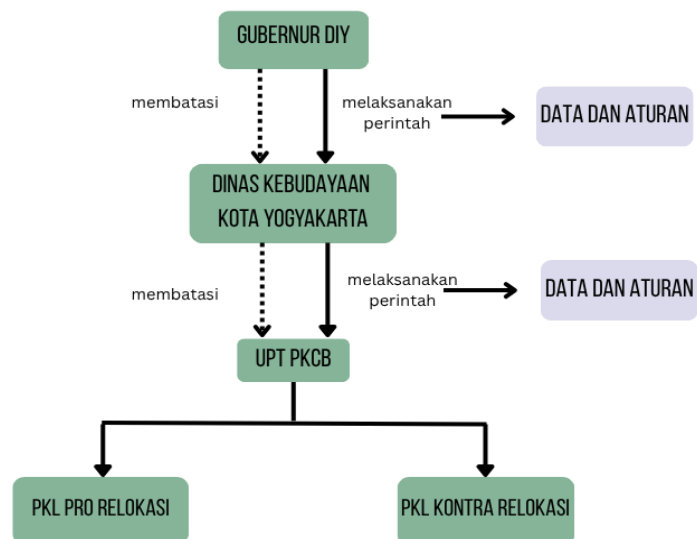 GUBERNUR DIY
membatasi
melaksanakan
perintah
DATA DAN ATURAN
DINAS KEBUDAYAAN
KOTA YOGYAKARTA
membatasi
melaksanakan
perintah
DATA DAN ATURAN
UPT PKCB
PKL PRO RELOKASI
PKL KONTRA RELOKASI